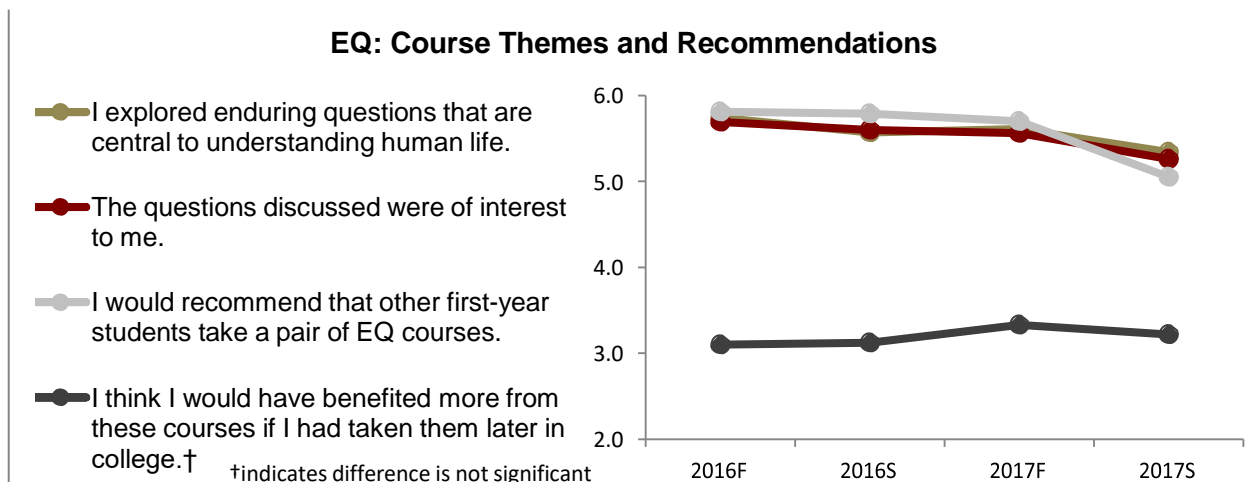 EQ: Course Themes and Recommendations
I explored enduring questions that are
central to understanding human life.
The questions discussed were of interest
to me.
I would recommend that other first-year
students take a pair of EQ courses.
I think I would have benefited more from
these courses if I had taken them later in
college.†
†indicates difference is not significant
6.0
5.0
4.0
3.0
2.0
2016F 2016S 2017F 2017S